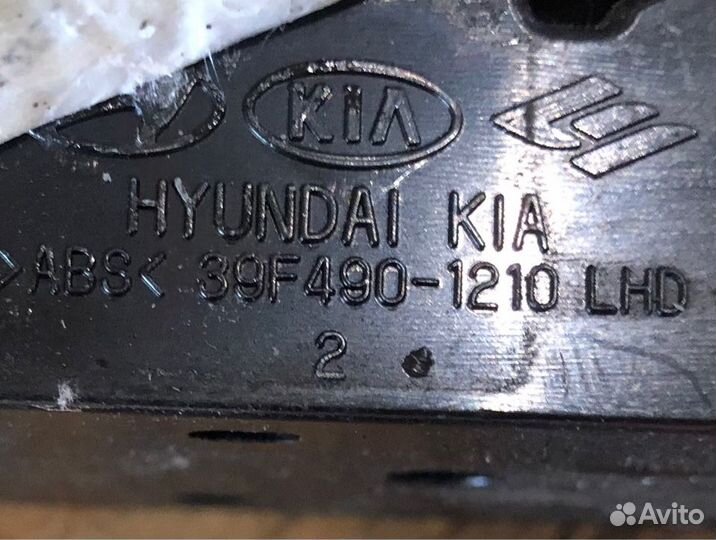 KIA
HYUNDAI KIA
>ABS< 39F490-1210 LHD
2
Avito